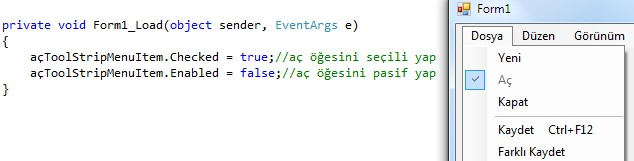 private void Form1_Load(object sender, EventArgs e)
{
açToolStripMenuItem.Checked = true;//aç öğesini seçili yap
açToolStripMenuItem.Enabled = false;//aç öğesini pasif yap
}
Form1
Dosya Düzen Görünüm
Yeni
Aç
Kapat
Kaydet Ctrl+F12
Farklı Kaydet